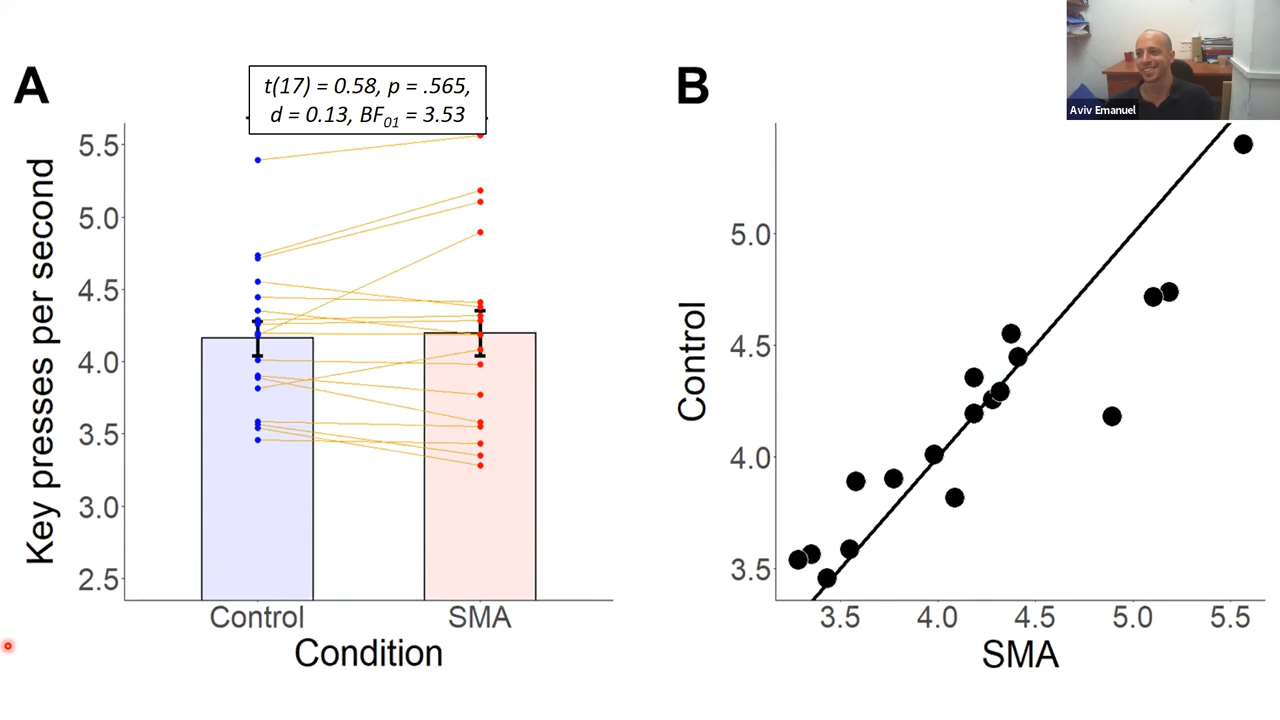 A
t(17) = 0.58, p = .565,
d = 0.13, BF01 = 3.53
Key presses per second
5.5
5.0
4.5
4.0
3.5
3.0
2.5
Control
SMA
Condition
B
Aviv Emanuel
Control
5.0
4.5
4.0
3.5
3.5
4.0
4.5
5.0
5.5
SMA